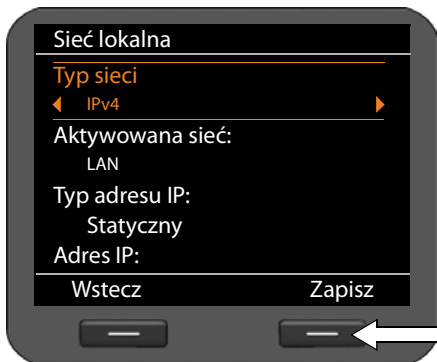 Sieć lokalna
Typ sieci
IPv4
Aktywowana sieć:
LAN
Typ adresu IP:
Statyczny
Adres IP:
Wstecz Zapisz